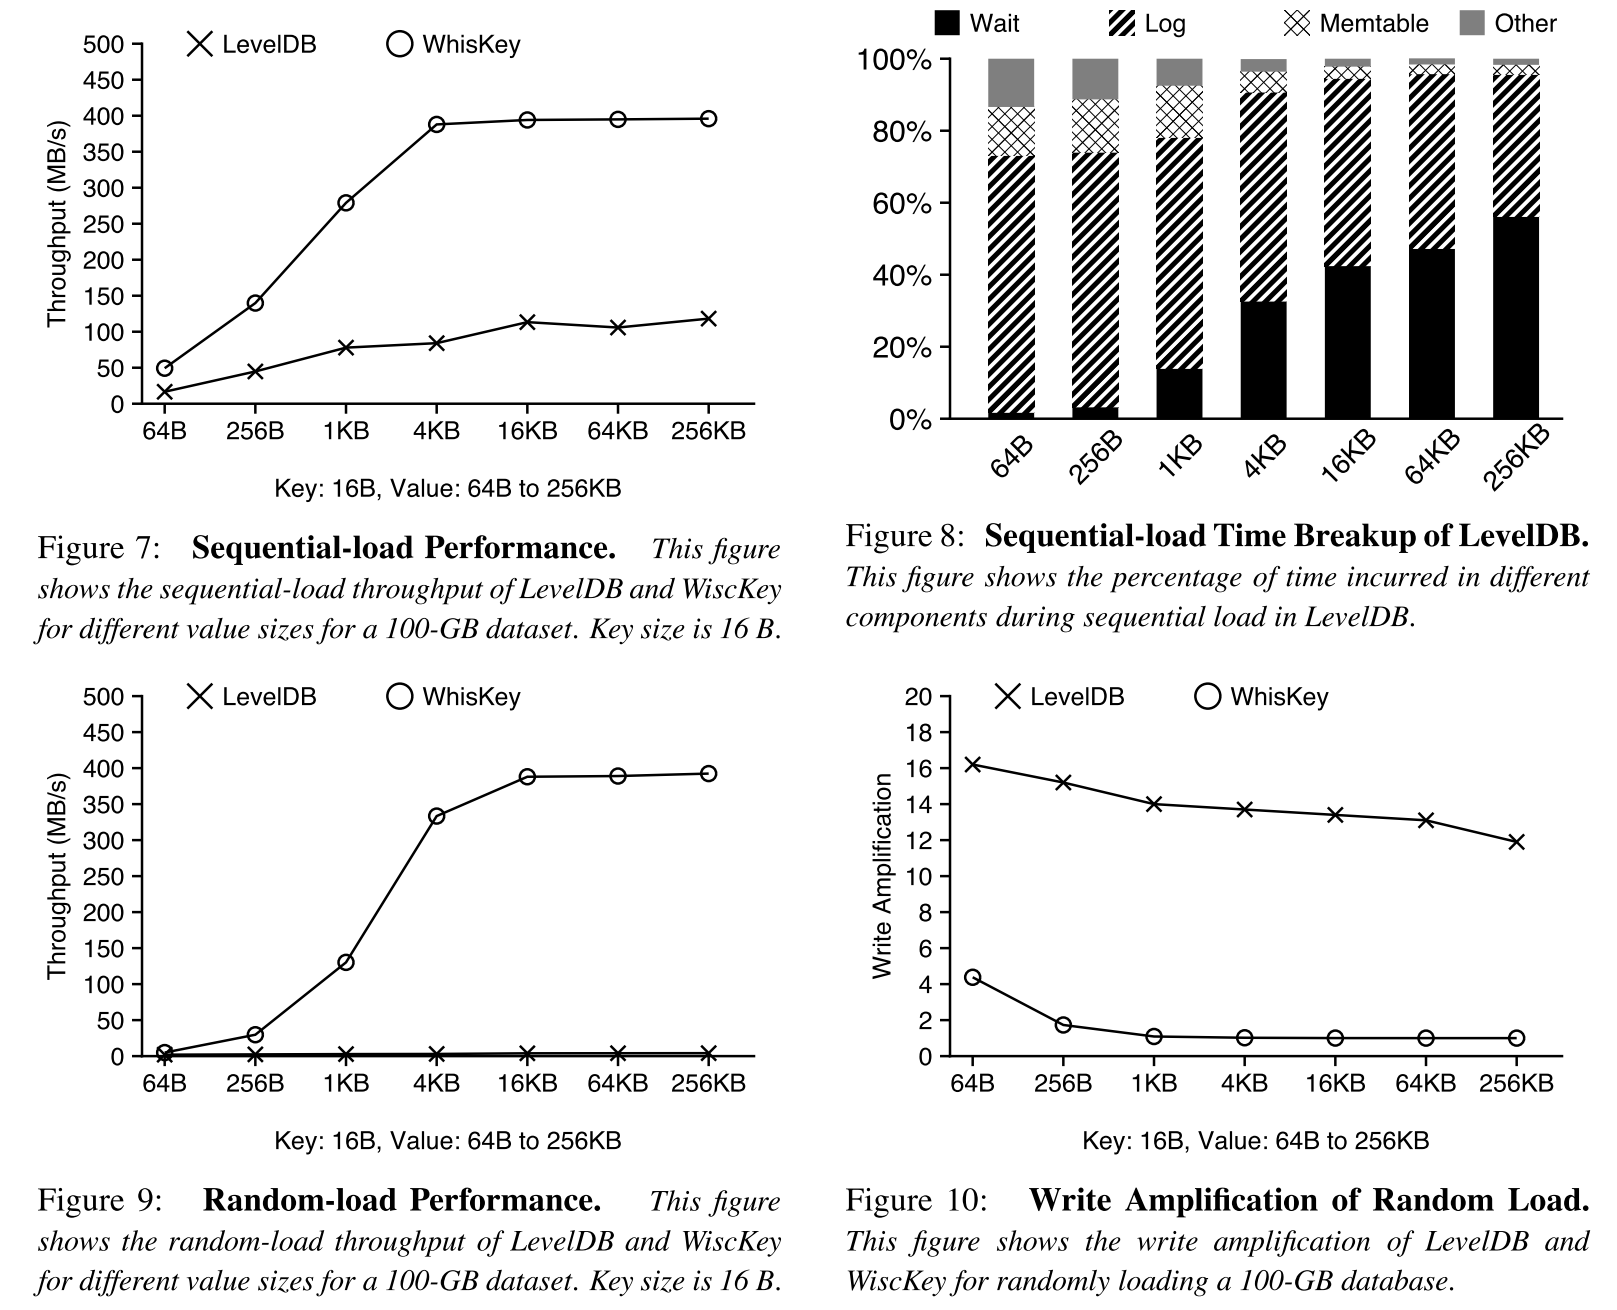 LevelDB WhisKey
500
450
400
350
300
250
200
150
100
50
0
Throughput (MB/s)
64B 256B 1KB 4KB 16KB 64KB 256KB
Key: 16B, Value: 64B to 256KB
Figure 7: Sequential-load Performance. This figure
shows the sequential-load throughput of LevelDB and WiscKey
for different value sizes for a 100-GB dataset. Key size is 16 B.
Wait Log Memtable Other
100%
80%
60%
40%
20%
0%
64B 256B 1KB 4KB 16KB 64KB 256KB
Figure 8: Sequential-load Time Breakup of LevelDB.
This figure shows the percentage of time incurred in different
components during sequential load in LevelDB.
LevelDB WhisKey
500
450
400
350
300
250
200
150
100
50
0
Throughput (MB/s)
64B 256B 1KB 4KB 16KB 64KB 256KB
Key: 16B, Value: 64B to 256KB
Figure 9: Random-load Performance. This figure
shows the random-load throughput of LevelDB and WiscKey
for different value sizes for a 100-GB dataset. Key size is 16 B.
LevelDB WhisKey
20
18
16
14
12
10
8
6
4
2
0
Write Amplification
64B 256B 1KB 4KB 16KB 64KB 256KB
Key: 16B, Value: 64B to 256KB
Figure 10: Write Amplification of Random Load.
This figure shows the write amplification of LevelDB and
WiscKey for randomly loading a 100-GB database.